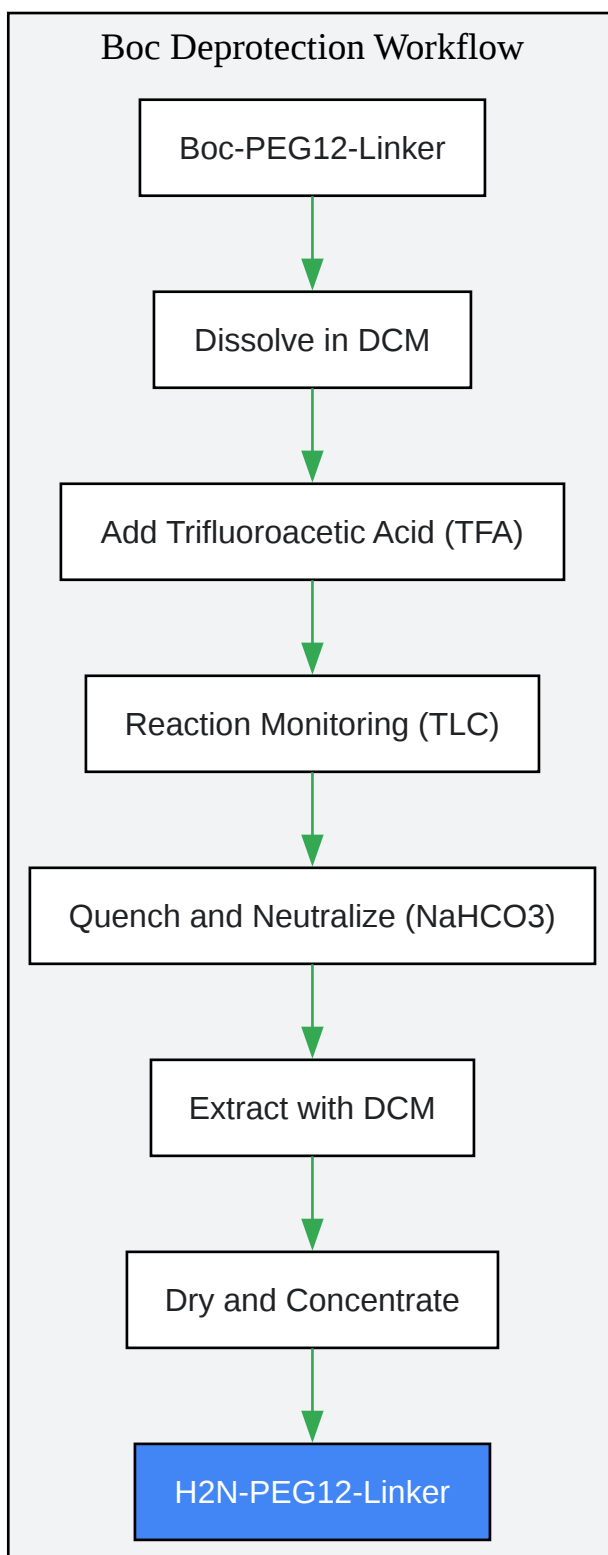 Boc Deprotection Workflow
Boc-PEG12-Linker
Dissolve in DCM
Add Trifluoroacetic Acid (TFA)
Reaction Monitoring (TLC)
Quench and Neutralize (NaHCO3)
Extract with DCM
Dry and Concentrate
H2N-PEG12-Linker